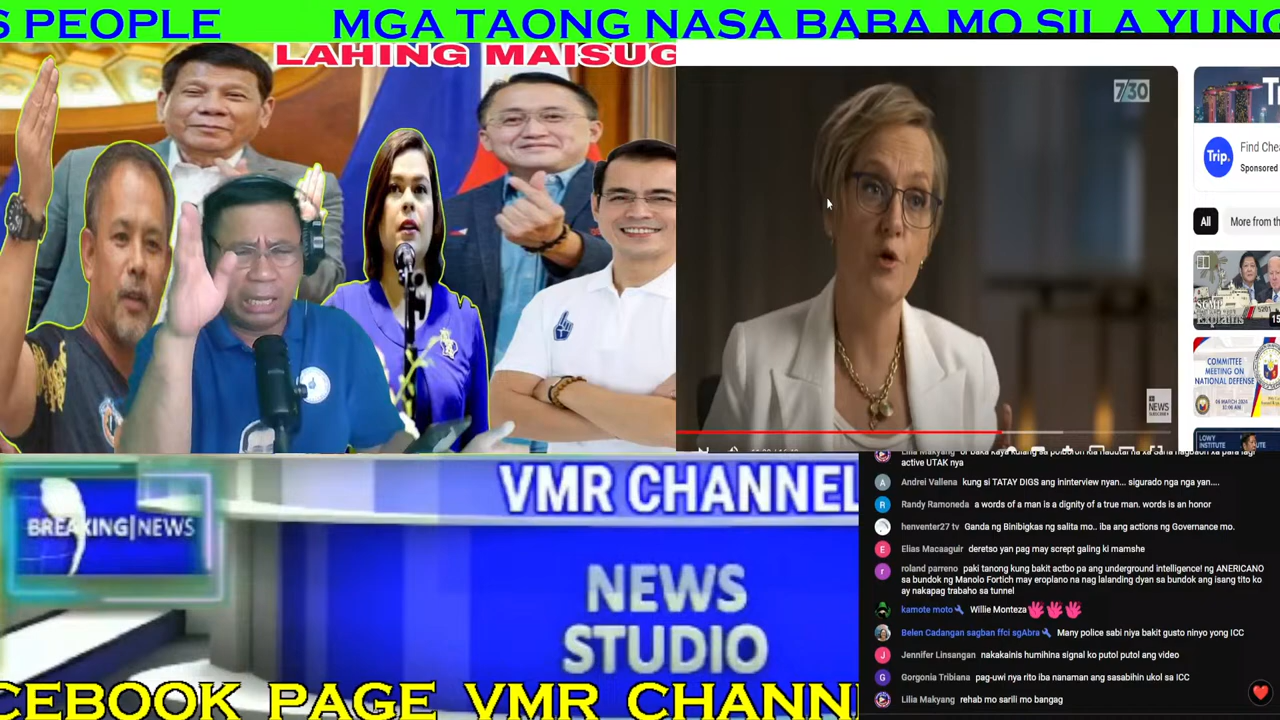 S PEOPLE MGA TAONG NASA BABA MO SILA YUNG
LAHING MAISUG
7/30
NEWS
Trip.
Find Chea
Sponsored
All
More from th
Explains
COMMITTEE
MEETING ON
NATIONAL DEFENSE
LOWY
INSTITUTE
VMR CHANNEL
BREAKING|NEWS
NEWS
STUDIO
CEBOOK PAGE VMR CHANN
Lilia Makyang
active UTAK nya
Andrei Vallena kung si TATAY DIGS ang ininterview nyan... sigurado nga nga yan....
Randy Ramoneda a words of a man is a dignity of a true man. words is an honor
henventer27 tv Ganda ng Binibigkas ng salita mo.. iba ang actions ng Governance mo.
Elias Macaaguir deretso yan pag may scrept galing ki mamshe
roland parreno paki tanong kung bakit actbo pa ang underground intelligence! ng ANERICANO
sa bundok ng Manolo Fortich may eroplano na nag lalanding dyan sa bundok ang isang tito ko
ay nakapag trabaho sa tunnel
kamote moto Willie Monteza
Belen Cadangan sagban ffci sgAbra Many police sabi niya bakit gusto ninyo yong ICC
Jennifer Linsangan nakakainis humihina signal ko putol putol ang video
Gorgonia Tribiana pag-uwi nya rito iba nanaman ang sasabihin ukol sa ICC
Lilia Makyang rehab mo sarili mo bangag